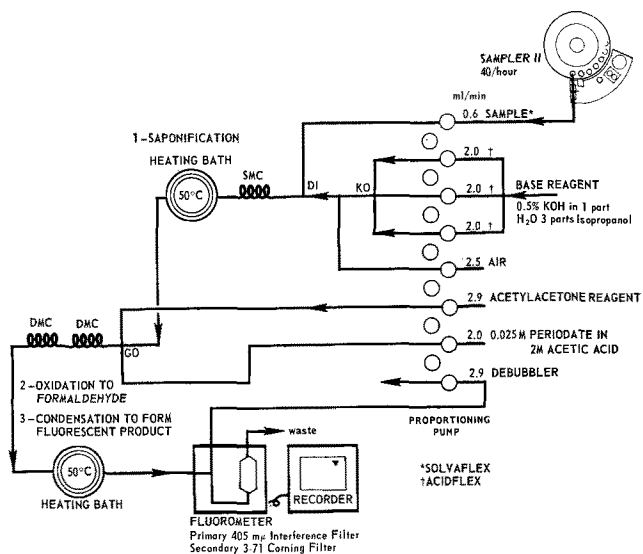 SAMPLER II
40/hour
ml/min
0.6 SAMPLE*
1-SAPONIFICATION
HEATING BATH
50°C
SMC
DI
KO
2.0 †
2.0 †
2.0 †
BASE REAGENT
0.5% KOH in 1 part
H₂O 3 parts Isopropanol
2.5 AIR
2.9 ACETYLACETONE REAGENT
DMC DMC
GO
2.0 0.025M PERIODATE IN
2M ACETIC ACID
2.9 DEBUBBLER
2-OXIDATION TO
FORMALDEHYDE
3-CONDENSATION TO FORM
FLUORESCENT PRODUCT
PROPORTIONING
PUMP
waste
50°C
HEATING BATH
RECORDER
*SOLVAFLEX
†ACIDFLEX
FLUOROMETER
Primary 405 mμ Interference Filter
Secondary 3-71 Corning Filter